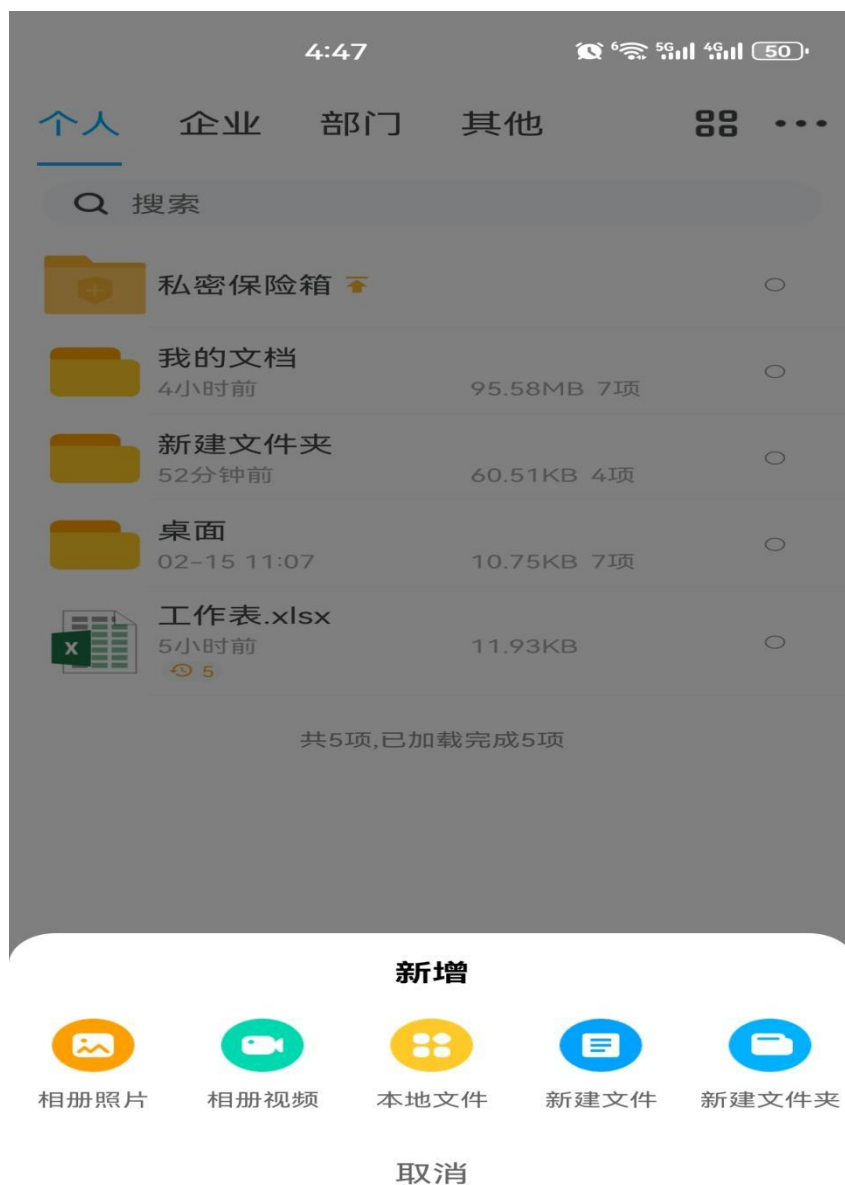 4:47 6 5G 4G 50
个人 企业 部门 其他
搜索
私密保险箱
我的文档
4小时前 95.58MB 7项
新建文件夹
52分钟前 60.51KB 4项
桌面
02-15 11:07 10.75KB 7项
工作表.xlsx
X 5小时前 11.93KB
5
共5项,已加载完成5项
新增
相册照片 相册视频 本地文件 新建文件 新建文件夹
取消